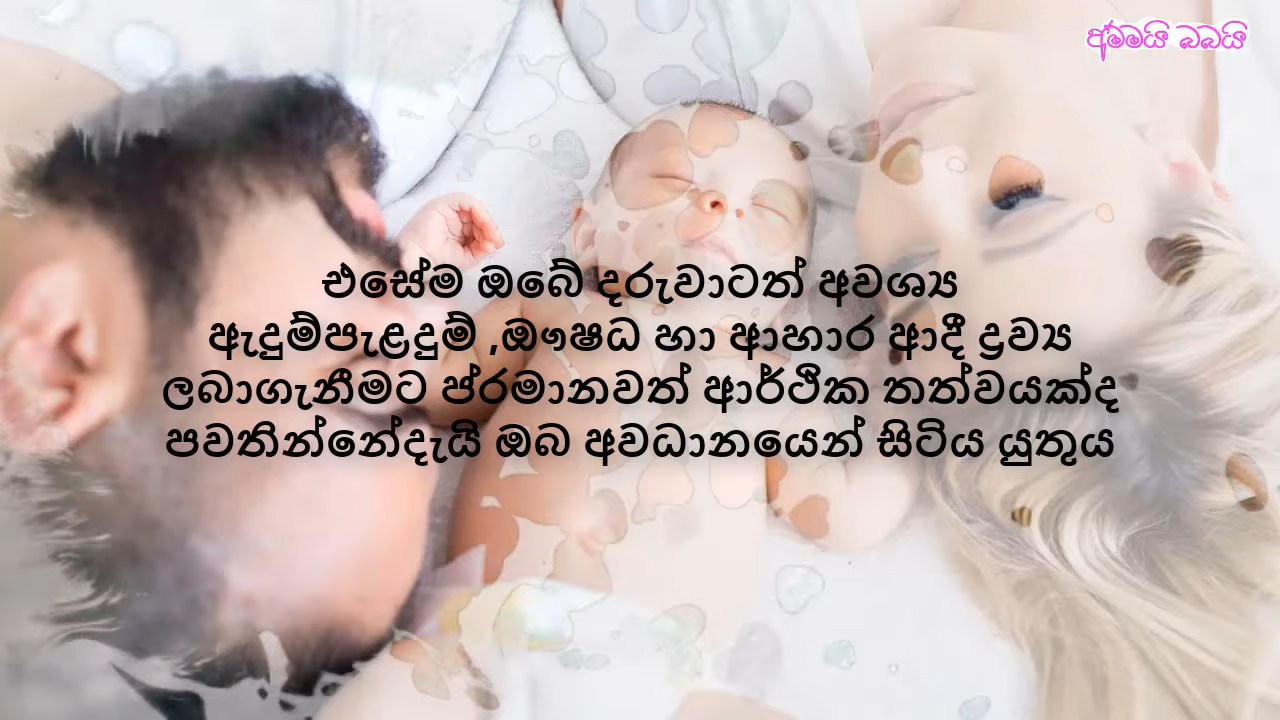 අම්මයි බබයි
එසේම ඔබේ දරුවාටත් අවශ්‍ය
ඇදුම්පැළඳුම් ,ඖෂධ හා ආහාර ආදී ද්‍රව්‍ය
ලබාගැනීමට ප්රමානවත් ආර්ථික තත්වයක්ද
පවතින්නේදැයි ඔබ අවධානයෙන් සිටිය යුතුය